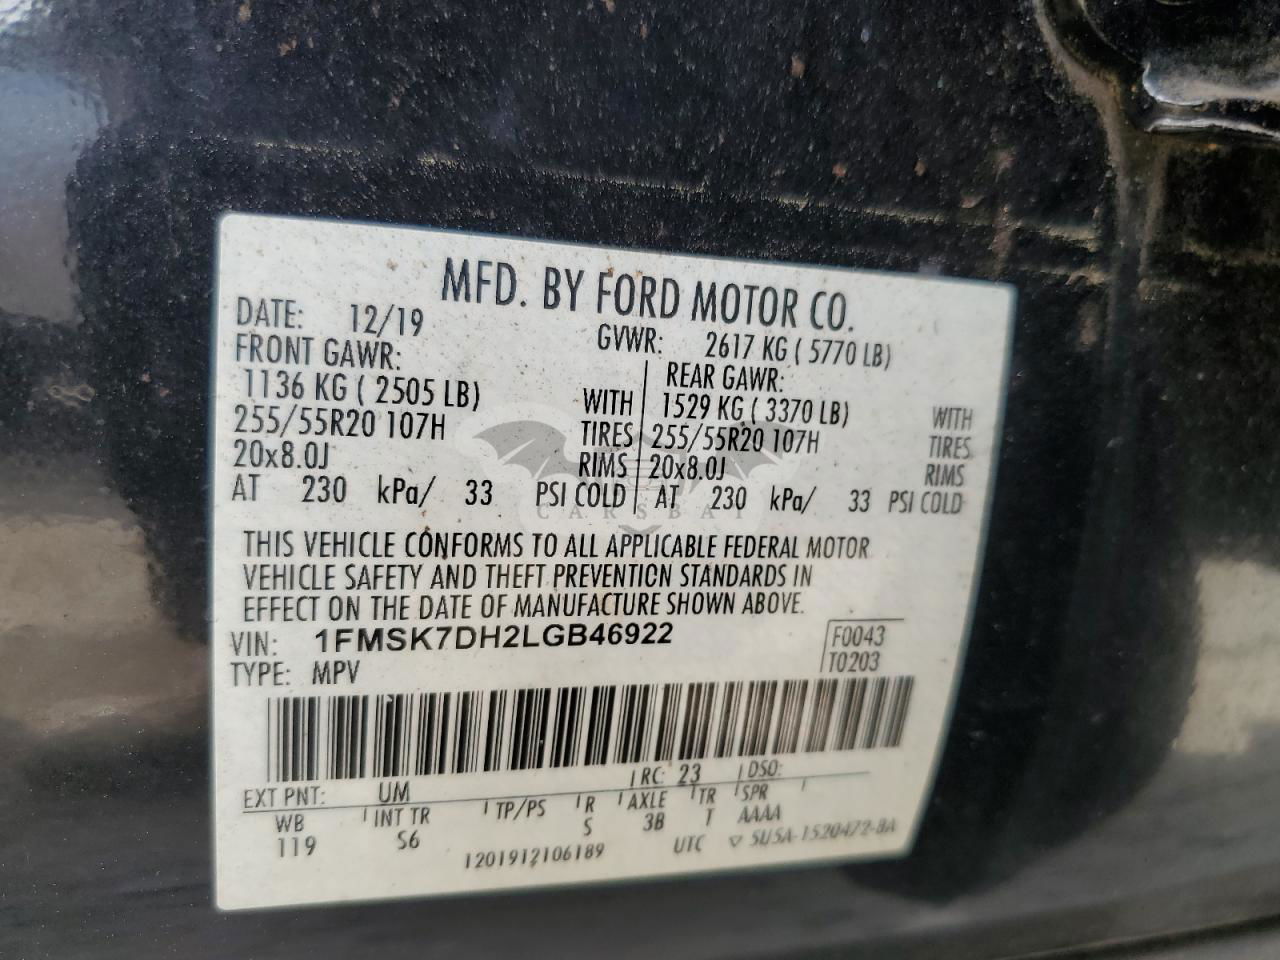 MFD. BY FORD MOTOR CO.
DATE: 12/19 GVWR: 2617 KG ( 5770 LB)
FRONT GAWR: REAR GAWR:
1136 KG ( 2505 LB) WITH 1529 KG ( 3370 LB) WITH
255/55R20 107H TIRES 255/55R20 107H TIRES
20x8.0J RIMS 20x8.0J RIMS
AT 230 kPa/ 33 PSI COLD AT 230 kPa/ 33 PSI COLD
CARSBAT
THIS VEHICLE CONFORMS TO ALL APPLICABLE FEDERAL MOTOR
VEHICLE SAFETY AND THEFT PREVENTION STANDARDS IN
EFFECT ON THE DATE OF MANUFACTURE SHOWN ABOVE.
VIN: 1FMSK7DH2LGB46922 F0043
TYPE: MPV T0203
EXT PNT: UM RC: 23 DSO:
WB INT TR TP/PS R AXLE TR SPR
119 S6 S 3B T AAAA
1201912106189 UTC ▽ 5U5A-1520472-BA